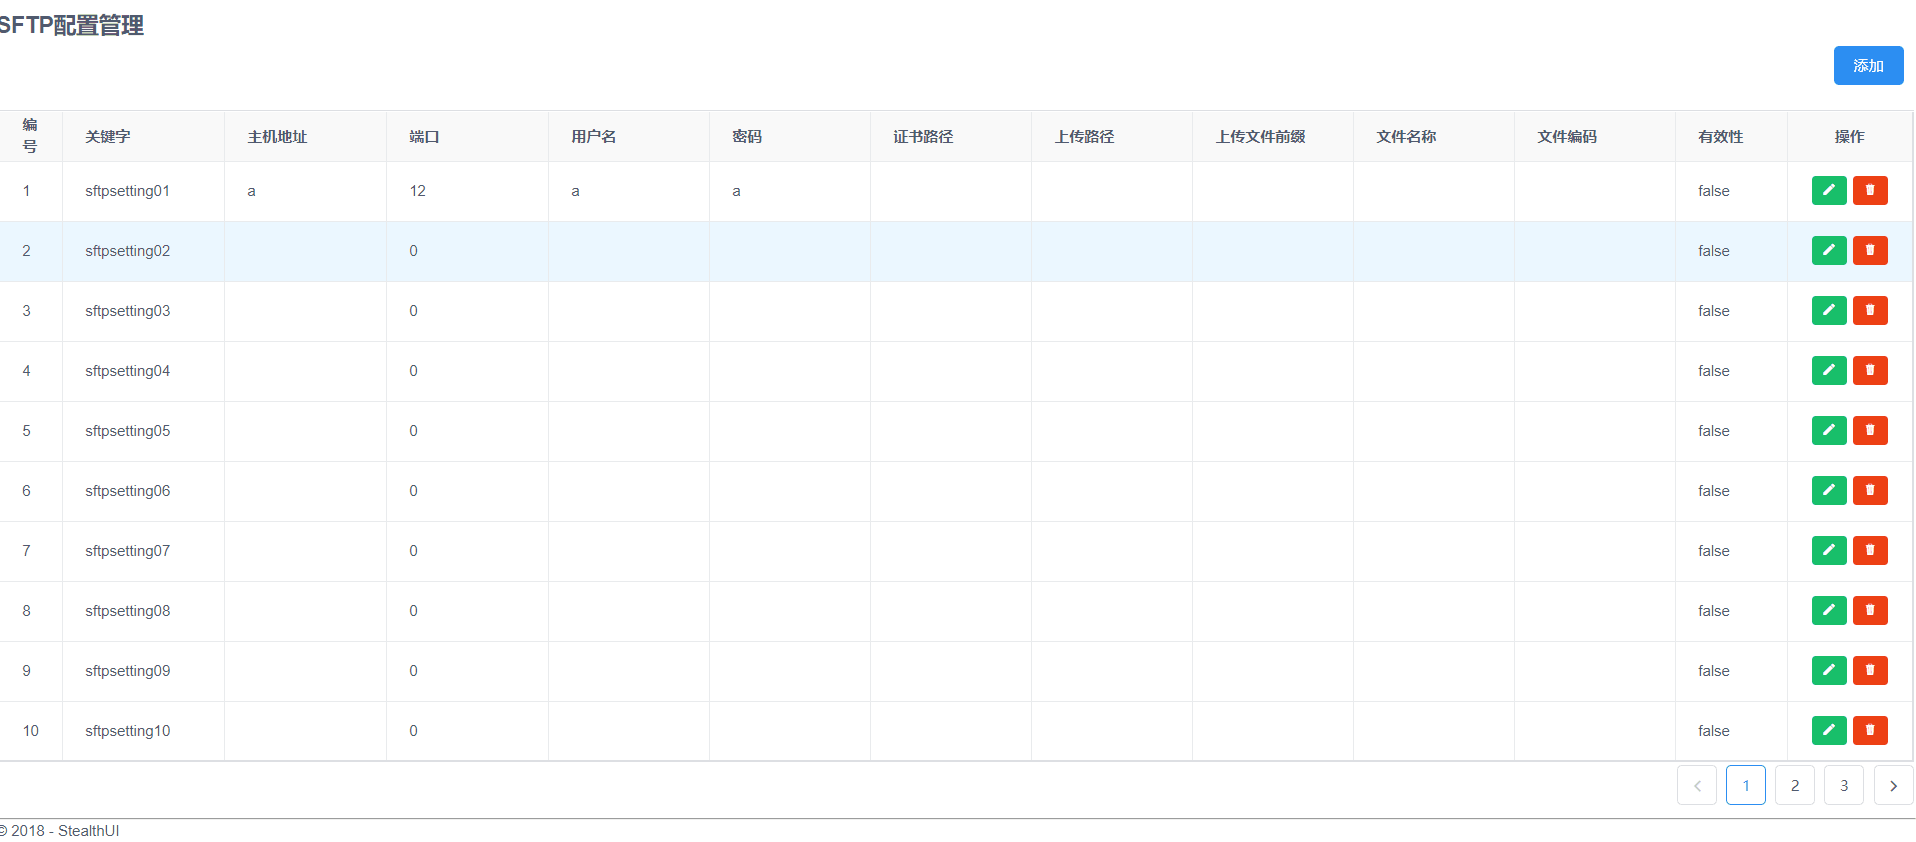 SFTP配置管理
添加
编号 关键字 主机地址 端口 用户名 密码 证书路径 上传路径 上传文件前缀 文件名称 文件编码 有效性 操作
1 sftpsetting01 a 12 a a false
2 sftpsetting02 0 false
3 sftpsetting03 0 false
4 sftpsetting04 0 false
5 sftpsetting05 0 false
6 sftpsetting06 0 false
7 sftpsetting07 0 false
8 sftpsetting08 0 false
9 sftpsetting09 0 false
10 sftpsetting10 0 false
1 2 3
© 2018 - StealthUI